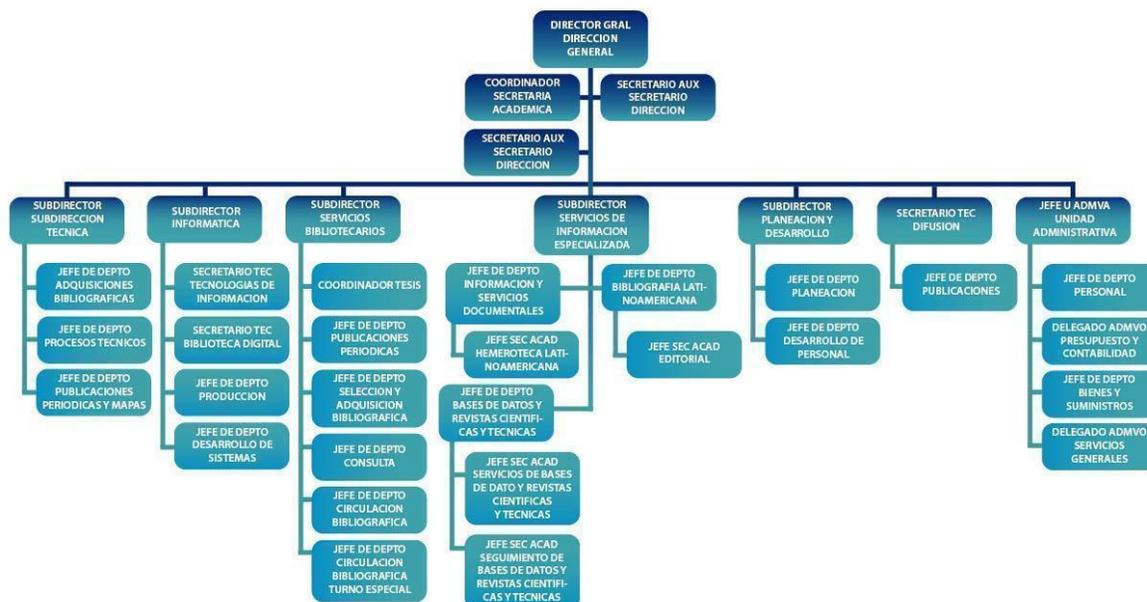 DIRECTOR GRAL
DIRECCION
GENERAL
COORDINADOR
SECRETARIA
ACADEMICA
SECRETARIO AUX
SECRETARIO
DIRECCION
SECRETARIO AUX
SECRETARIO
DIRECCION
SUBDIRECTOR
SUBDIRECCION
TECNICA
JEFE DE DEPTO
ADQUISICIONES
BIBLIOGRAFICAS
JEFE DE DEPTO
PROCESOS TECNICOS
JEFE DE DEPTO
PUBLICACIONES
PERIODICAS Y MAPAS
SUBDIRECTOR
INFORMATICA
SECRETARIO TEC
TECNOLOGIAS DE
INFORMACION
SECRETARIO TEC
BIBLIOTECA DIGITAL
JEFE DE DEPTO
PRODUCCION
JEFE DE DEPTO
DESARROLLO DE
SISTEMAS
SUBDIRECTOR
SERVICIOS
BIBLIOTECARIOS
COORDINADOR TESIS
JEFE DE DEPTO
PUBLICACIONES
PERIODICAS
JEFE DE DEPTO
SELECCION Y
ADQUISICION
BIBLIOGRAFICA
JEFE DE DEPTO
CONSULTA
JEFE DE DEPTO
CIRCULACION
BIBLIOGRAFICA
JEFE DE DEPTO
CIRCULACION
BIBLIOGRAFICA
TURNO ESPECIAL
SUBDIRECTOR
SERVICIOS DE
INFORMACION
ESPECIALIZADA
JEFE DE DEPTO
INFORMACION Y
SERVICIOS
DOCUMENTALES
JEFE SEC ACAD
HEMEROTECA LATI-
NOAMERICANA
JEFE DE DEPTO
BIBLIOGRAFIA LATI-
NOAMERICANA
JEFE SEC ACAD
EDITORIAL
JEFE DE DEPTO
BASES DE DATOS Y
REVISTAS CIENTIFI-
CAS Y TECNICAS
JEFE SEC ACAD
SERVICIOS DE BASES
DE DATO Y REVISTAS
CIENTIFICAS
Y TECNICAS
JEFE SEC ACAD
SEGUIMIENTO DE
BASES DE DATOS Y
REVISTAS CIENTIFI-
CAS Y TECNICAS
SUBDIRECTOR
PLANEACION Y
DESARROLLO
JEFE DE DEPTO
PLANEACION
JEFE DE DEPTO
DESARROLLO DE
PERSONAL
SECRETARIO TEC
DIFUSION
JEFE DE DEPTO
PUBLICACIONES
JEFE U ADMVA
UNIDAD
ADMINISTRATIVA
JEFE DE DEPTO
PERSONAL
DELEGADO ADMVO
PRESUPUESTO Y
CONTABILIDAD
JEFE DE DEPTO
BIENES Y
SUMINISTROS
DELEGADO ADMVO
SERVICIOS
GENERALES